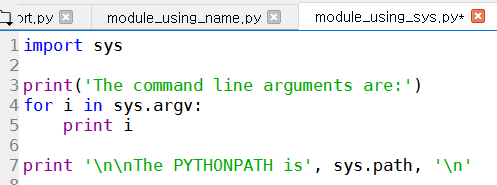 ort.py module_using_name.py module_using_sys.py*
1 import sys
2
3 print('The command line arguments are:')
4 for i in sys.argv:
5     print i
6
7 print '\n\nThe PYTHONPATH is', sys.path, '\n'
8